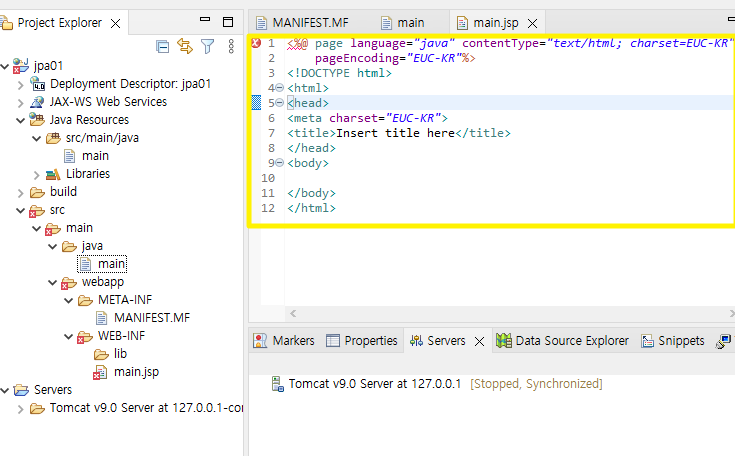 Project Explorer
jpa01
Deployment Descriptor: jpa01
JAX-WS Web Services
Java Resources
src/main/java
main
Libraries
build
src
main
java
main
webapp
META-INF
MANIFEST.MF
WEB-INF
lib
main.jsp
Servers
Tomcat v9.0 Server at 127.0.0.1-cor
MANIFEST.MF main main.jsp
1 <%@ page language="java" contentType="text/html; charset=EUC-KR"
2 pageEncoding="EUC-KR"%>
3 <!DOCTYPE html>
4 <html>
5 <head>
6 <meta charset="EUC-KR">
7 <title>Insert title here</title>
8 </head>
9 <body>
10
11 </body>
12 </html>
Markers Properties Servers Data Source Explorer Snippets
Tomcat v9.0 Server at 127.0.0.1 [Stopped, Synchronized]